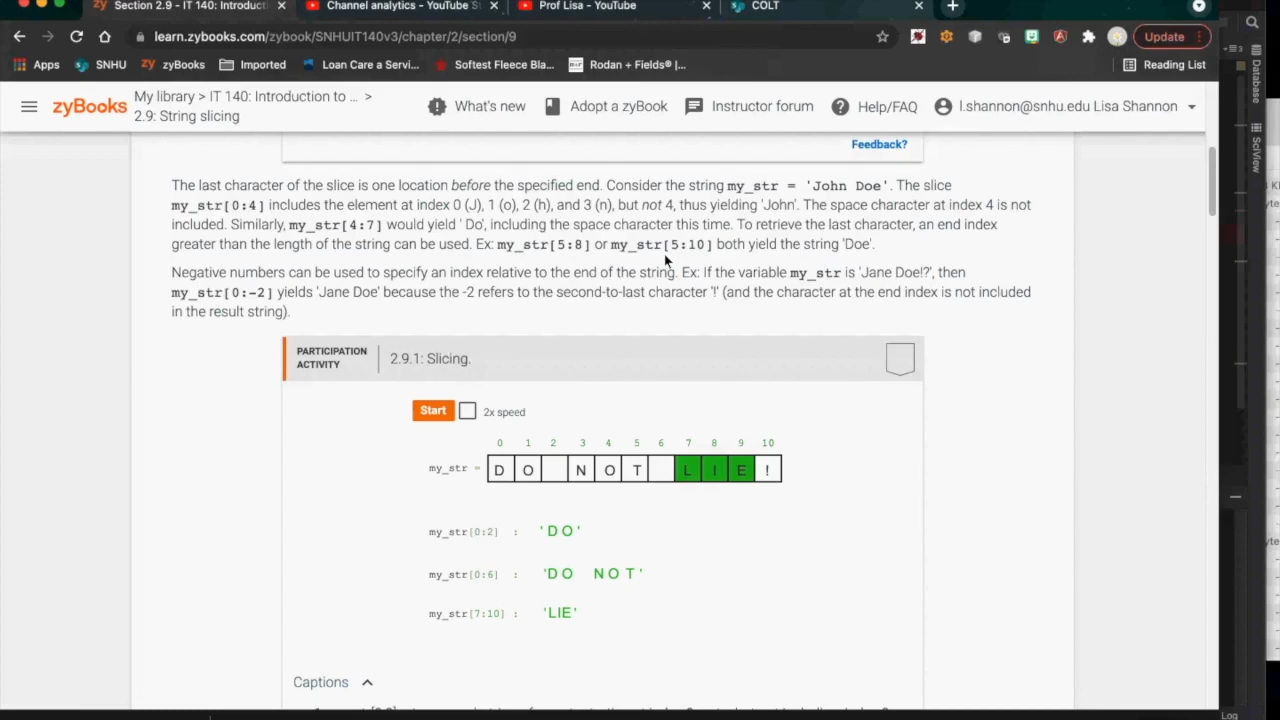 Section 2.9 - IT 140: Introducti
Channel analytics - YouTube St
Prof Lisa - YouTube
COLT
learn.zybooks.com/zybook/SNHUIT140v3/chapter/2/section/9
Update
Apps
SNHU
zyBooks
Imported
Loan Care a Servi...
Softest Fleece Bla...
Rodan + Fields® |...
Reading List
zyBooks
My library > IT 140: Introduction to ... >
2.9: String slicing
What's new
Adopt a zyBook
Instructor forum
Help/FAQ
l.shannon@snhu.edu Lisa Shannon
Database
SciView
Feedback?
The last character of the slice is one location before the specified end. Consider the string my_str = 'John Doe'. The slice
my_str[0:4] includes the element at index 0 (J), 1 (o), 2 (h), and 3 (n), but not 4, thus yielding 'John'. The space character at index 4 is not
included. Similarly, my_str[4:7] would yield ' Do', including the space character this time. To retrieve the last character, an end index
greater than the length of the string can be used. Ex: my_str[5:8] or my_str[5:10] both yield the string 'Doe'.
Negative numbers can be used to specify an index relative to the end of the string. Ex: If the variable my_str is 'Jane Doe!?', then
my_str[0:-2] yields 'Jane Doe' because the -2 refers to the second-to-last character '!' (and the character at the end index is not included
in the result string).
PARTICIPATION
ACTIVITY
2.9.1: Slicing.
Start
2x speed
0 1 2 3 4 5 6 7 8 9 10
my_str = D O N O T L I E !
my_str[0:2] : 'DO'
my_str[0:6] : 'DO NOT'
my_str[7:10] : 'LIE'
Captions
Log